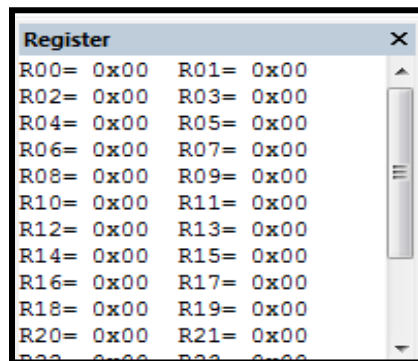 Register
R00= 0x00 R01= 0x00
R02= 0x00 R03= 0x00
R04= 0x00 R05= 0x00
R06= 0x00 R07= 0x00
R08= 0x00 R09= 0x00
R10= 0x00 R11= 0x00
R12= 0x00 R13= 0x00
R14= 0x00 R15= 0x00
R16= 0x00 R17= 0x00
R18= 0x00 R19= 0x00
R20= 0x00 R21= 0x00